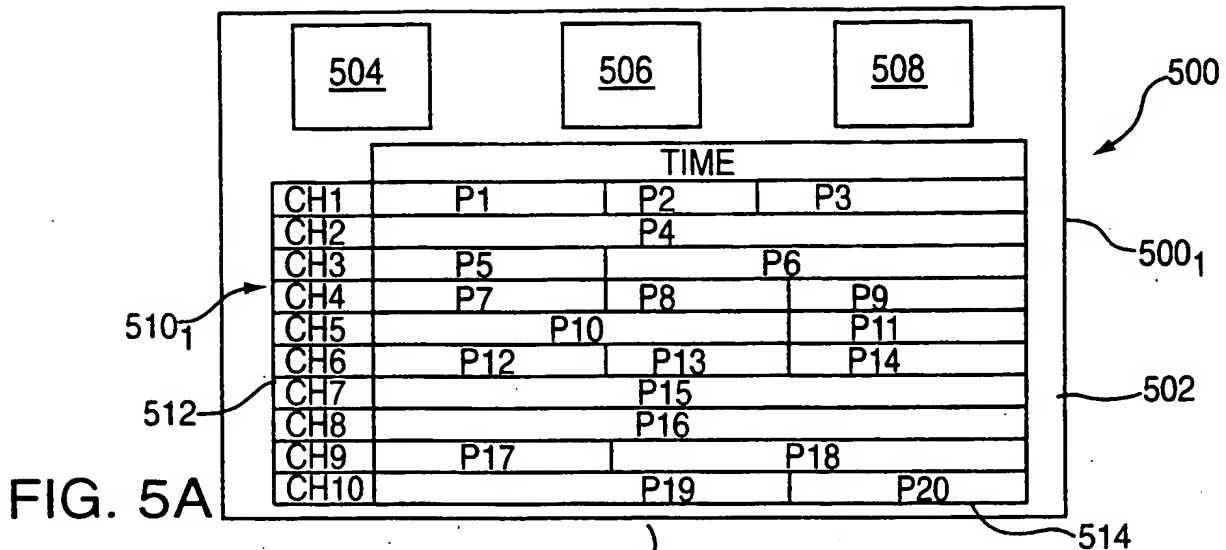 504 506 508
500
TIME
CH1 P1 P2 P3
CH2 P4
500₁
CH3 P5 P6
CH4 P7 P8 P9
510₁
CH5 P10 P11
CH6 P12 P13 P14
CH7 P15
512
502
CH8 P16
CH9 P17 P18
CH10 P19 P20
FIG. 5A
514